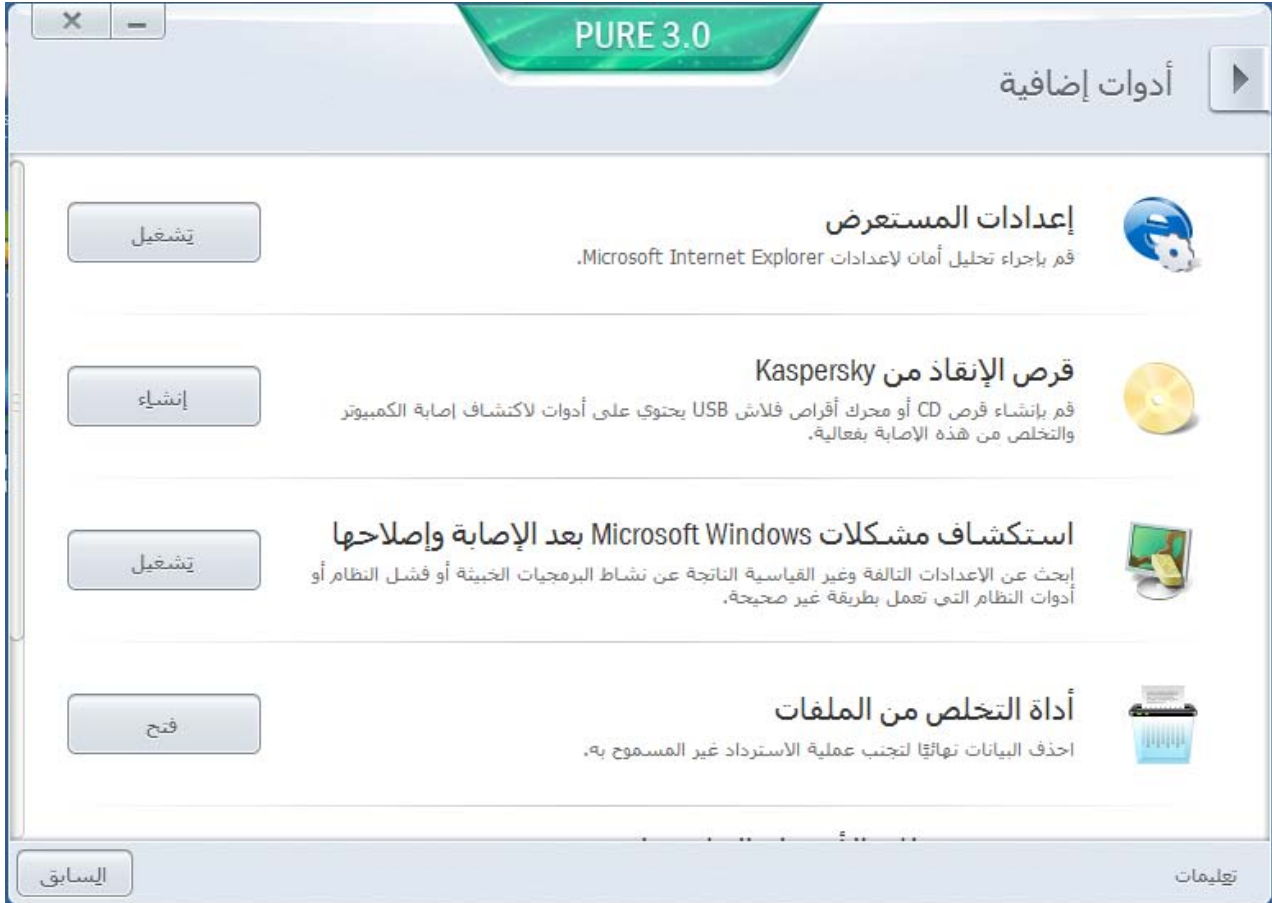 PURE 3.0
أدوات إضافية
إعدادات المستعرض
قم بإجراء تحليل أمان لإعدادات Microsoft Internet Explorer.
تشغيل
قرص الإنقاذ من Kaspersky
قم بإنشاء قرص CD أو محرك أقراص فلاش USB يحتوي على أدوات لاكتشاف إصابة الكمبيوتر
والتخلص من هذه الإصابة بفعالية.
إنشاء
استكشاف مشكلات Microsoft Windows بعد الإصابة وإصلاحها
ابحث عن الإعدادات التالفة وغير القياسية الناتجة عن نشاط البرمجيات الخبيثة أو فشل النظام أو
أدوات النظام التي تعمل بطريقة غير صحيحة.
تشغيل
أداة التخلص من الملفات
احذف البيانات نهائيًا لتجنب عملية الاسترداد غير المسموح به.
فتح
تعليمات
السابق